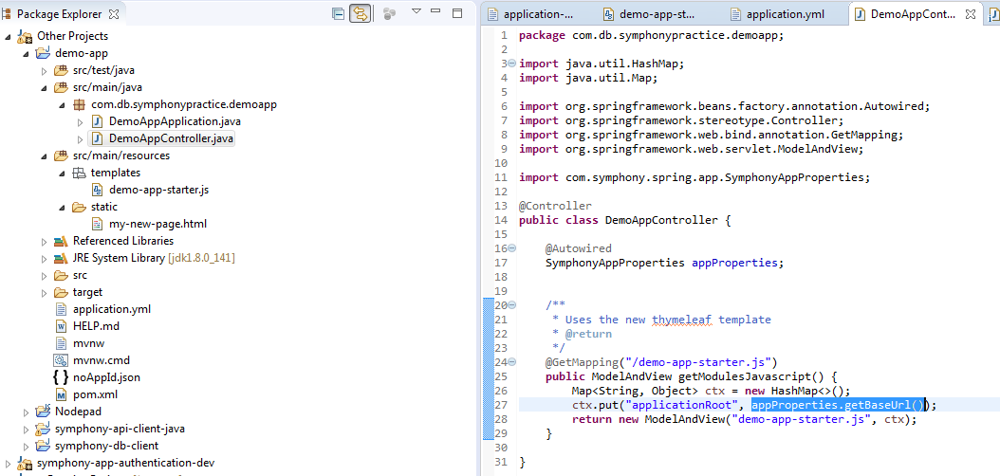 Package Explorer
Other Projects
demo-app
src/test/java
src/main/java
com.db.symphonypractice.demoapp
DemoAppApplication.java
DemoAppController.java
src/main/resources
templates
demo-app-starter.js
static
my-new-page.html
Referenced Libraries
JRE System Library [jdk1.8.0_141]
src
target
application.yml
HELP.md
mvnw
mvnw.cmd
noAppId.json
pom.xml
Notepad
symphony-api-client-java
symphony-db-client
symphony-app-authentication-dev
application-... demo-app-st... application.yml DemoAppCont...
1 package com.db.symphonypractice.demoapp;
2
3 import java.util.HashMap;
4 import java.util.Map;
5
6 import org.springframework.beans.factory.annotation.Autowired;
7 import org.springframework.stereotype.Controller;
8 import org.springframework.web.bind.annotation.GetMapping;
9 import org.springframework.web.servlet.ModelAndView;
10
11 import com.symphony.spring.app.SymphonyAppProperties;
12
13 @Controller
14 public class DemoAppController {
15
16 @Autowired
17 SymphonyAppProperties appProperties;
18
19
20 /**
21 * Uses the new thymeleaf template
22 * @return
23 */
24 @GetMapping("/demo-app-starter.js")
25 public ModelAndView getModulesJavascript() {
26 Map<String, Object> ctx = new HashMap<>();
27 ctx.put("applicationRoot", appProperties.getBaseUrl());
28 return new ModelAndView("demo-app-starter.js", ctx);
29 }
30
31 }